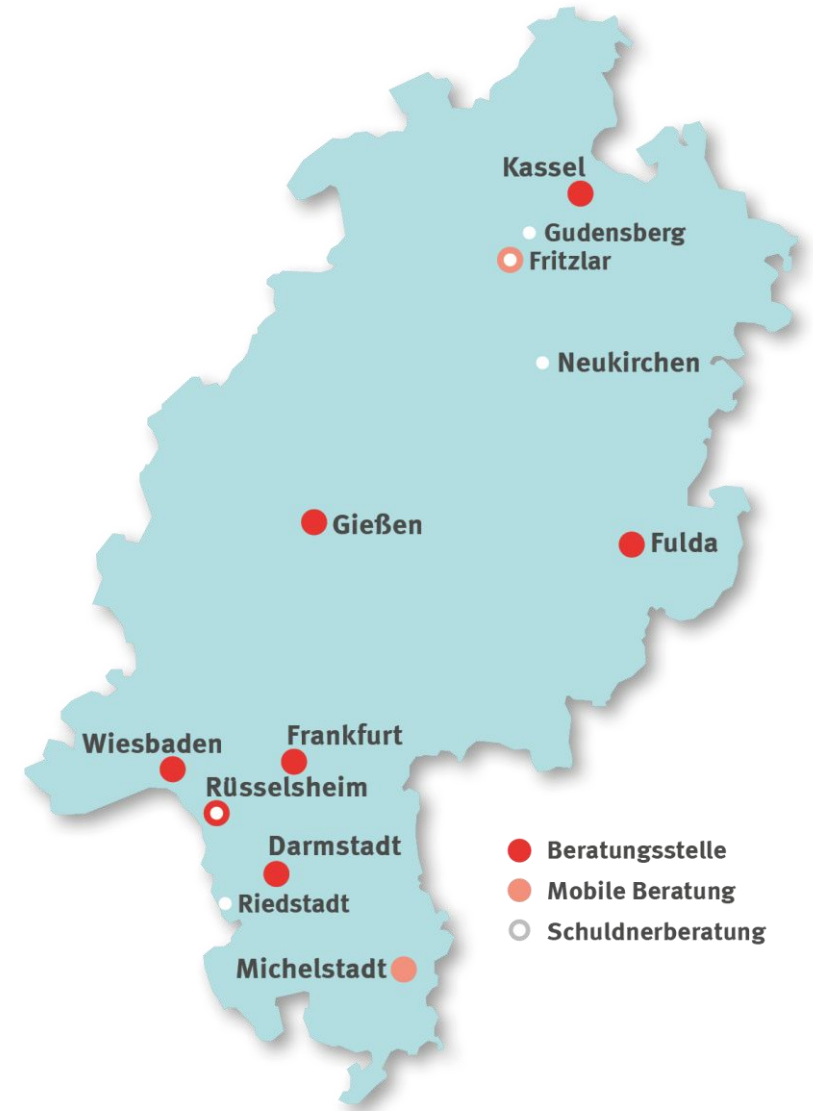 Kassel
Gudensberg
Fritzlar
Neukirchen
Gießen
Fulda
Frankfurt
Wiesbaden
Rüsselsheim
Darmstadt
Beratungsstelle
Mobile Beratung
Riedstadt
Schuldnerberatung
Michelstadt